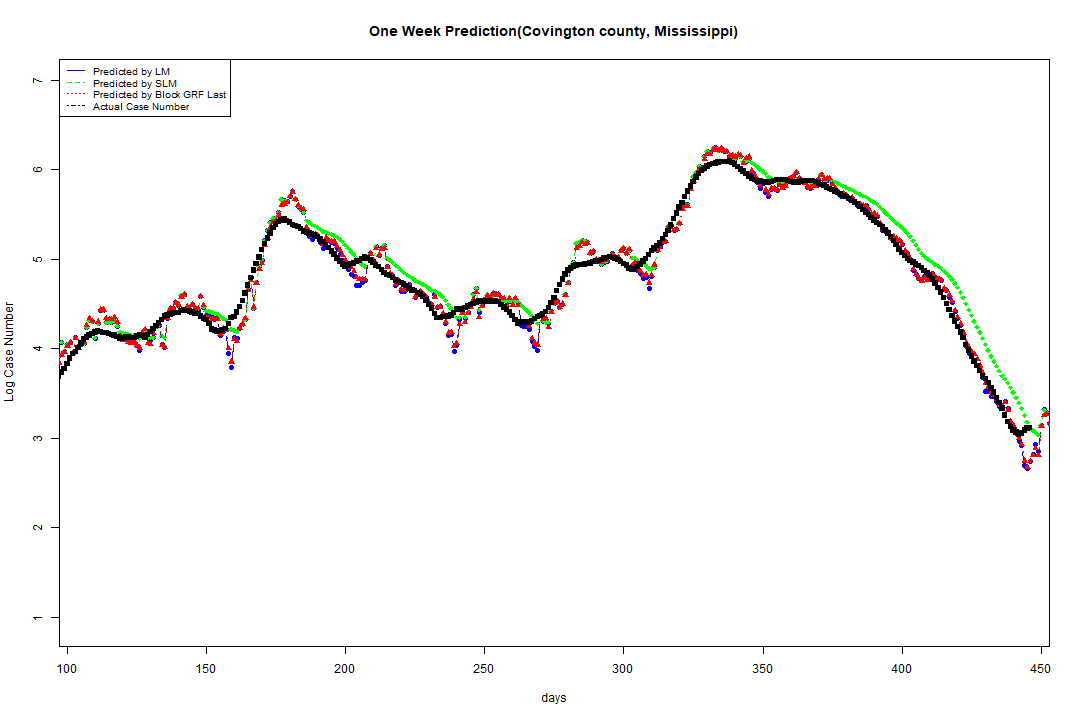 One Week Prediction(Covington county, Mississippi)
Predicted by LM
Predicted by SLM
Predicted by Block GRF Last
Actual Case Number
7
6
5
4
3
2
1
Log Case Number
100 150 200 250 300 350 400 450
days